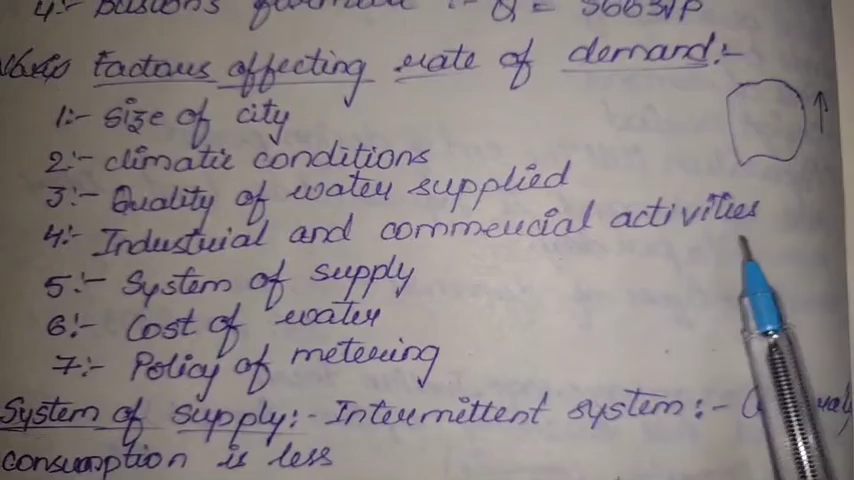 4:- Q = 5663√P
Factors affecting rate of demand:-
1:- Size of city
2:- climatic conditions
3:- Quality of water supplied
4:- Industrial and commercial activities
5:- System of supply
6:- Cost of water
7:- Policy of metering
System of supply:- Intermittent system:-
consumption is less